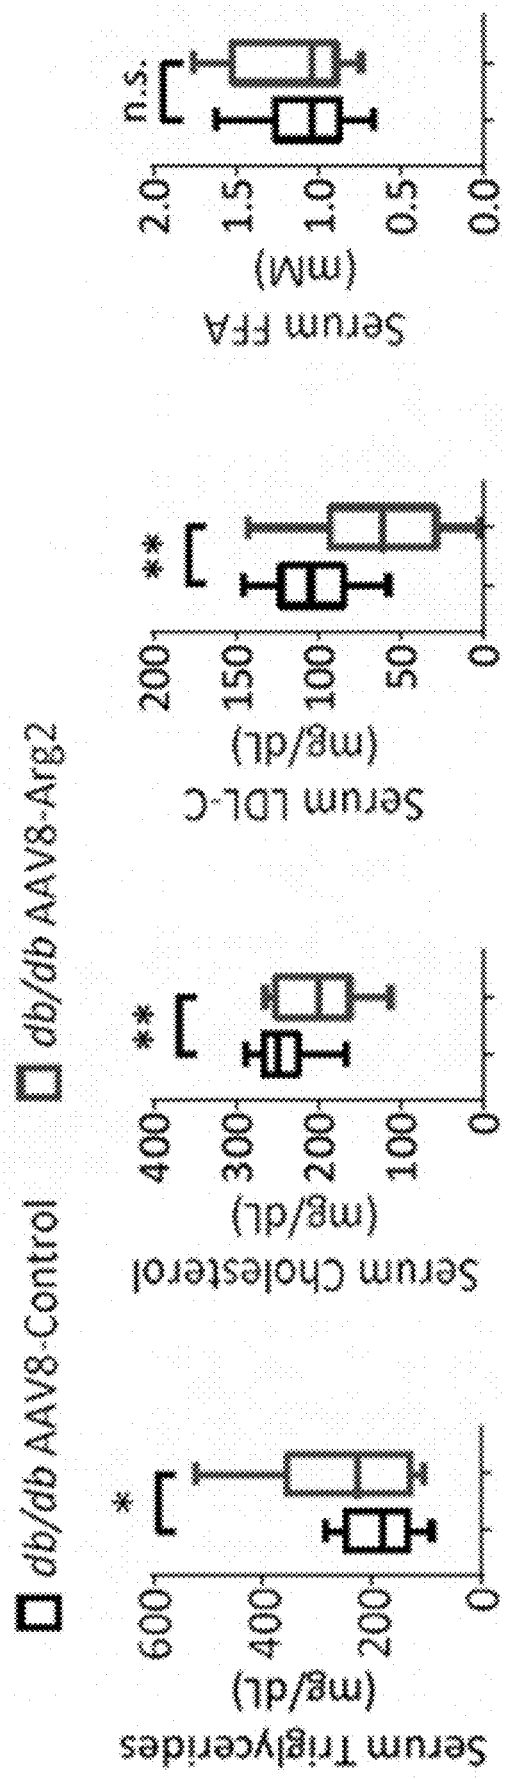 db/db AAV8-Control
db/db AAV8-Arg2
Serum Triglycerides
(mg/dL)
600
400
200
0
*
Serum Cholesterol
(mg/dL)
400
300
200
100
0
**
Serum LDL-C
(mg/dL)
200
150
100
50
0
**
Serum FFA
(mM)
2.0
1.5
1.0
0.5
0.0
n.s.